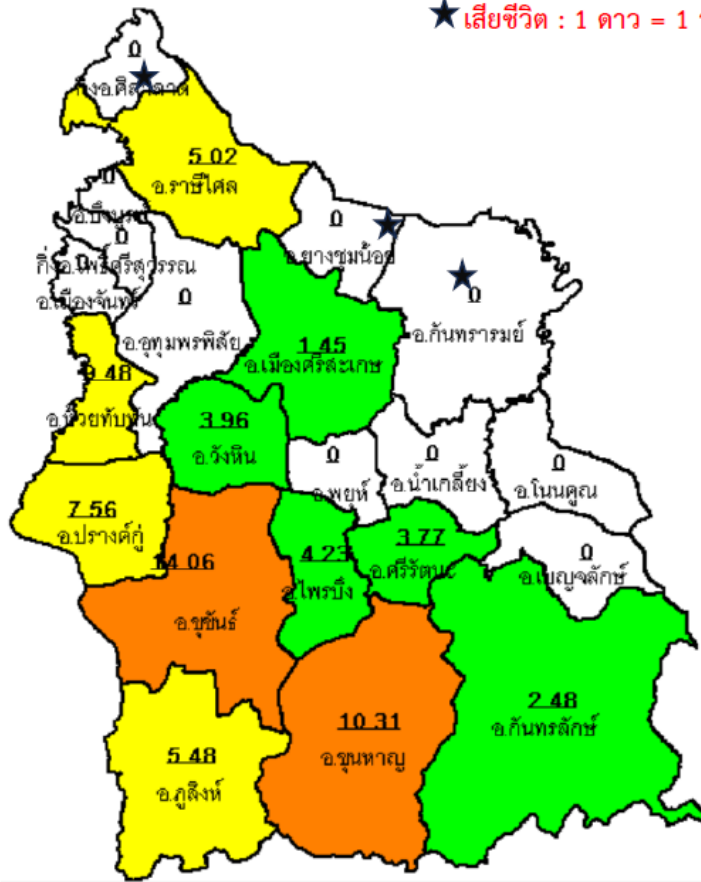 เสียชีวิต : 1 ดาว = 1
0
กิ่งอ.ศิลาลาด
5.02
อ.ราษีไศล
0
อ.บึงบูรพ์
0
กิ่งอ.โพธิ์ศรีสุวรรณ
0
อ.เมืองจันทร์
0
อ.อุทุมพรพิสัย
0
อ.ยางชุมน้อย
0
อ.กันทรารมย์
1.45
อ.เมืองศรีสะเกษ
9.48
อ.ห้วยทับทัน
3.96
อ.วังหิน
0
อ.พยุห์
0
อ.น้ำเกลี้ยง
0
อ.โนนคูณ
7.56
อ.ปรางค์กู่
14.06
อ.ขุขันธ์
4.23
อ.ไพรบึง
3.77
อ.ศรีรัตนะ
0
อ.เบญจลักษ์
2.48
อ.กันทรลักษ์
10.31
อ.ขุนหาญ
5.48
อ.ภูสิงห์